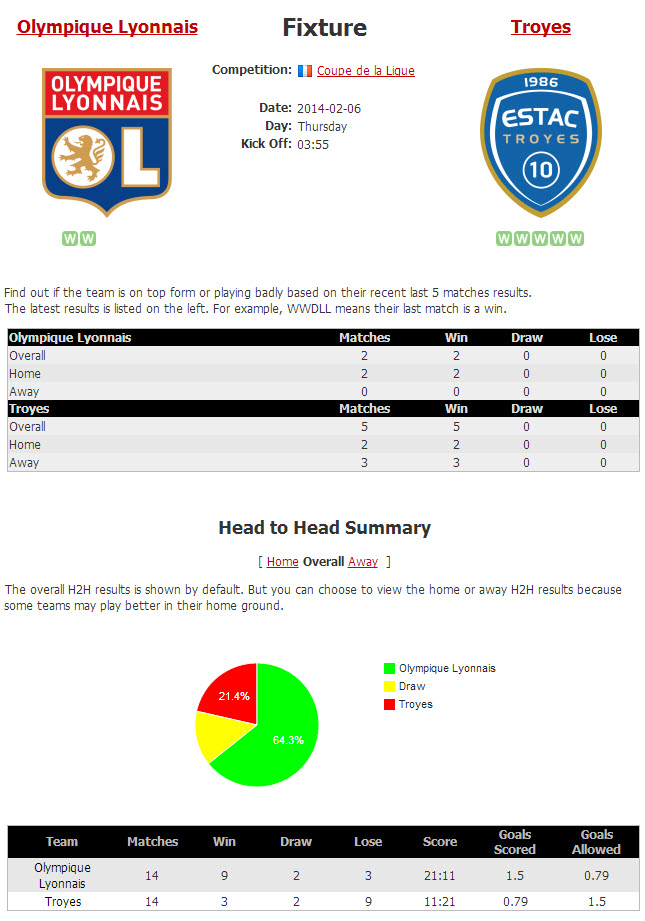 Olympique Lyonnais
Fixture
Troyes
Competition: Coupe de la Ligue
Date: 2014-02-06
Day: Thursday
Kick Off: 03:55
OLYMPIQUE
LYONNAIS
OL
1986
ESTAC
TROYES
10
W W
W W W W W
Find out if the team is on top form or playing badly based on their recent last 5 matches results.
The latest results is listed on the left. For example, WWDLL means their last match is a win.
Olympique Lyonnais Matches Win Draw Lose
Overall 2 2 0 0
Home 2 2 0 0
Away 0 0 0 0
Troyes Matches Win Draw Lose
Overall 5 5 0 0
Home 2 2 0 0
Away 3 3 0 0
Head to Head Summary
[ Home Overall Away ]
The overall H2H results is shown by default. But you can choose to view the home or away H2H results because
some teams may play better in their home ground.
21.4%
64.3%
Olympique Lyonnais
Draw
Troyes
Team Matches Win Draw Lose Score Goals Scored Goals Allowed
Olympique Lyonnais 14 9 2 3 21:11 1.5 0.79
Troyes 14 3 2 9 11:21 0.79 1.5